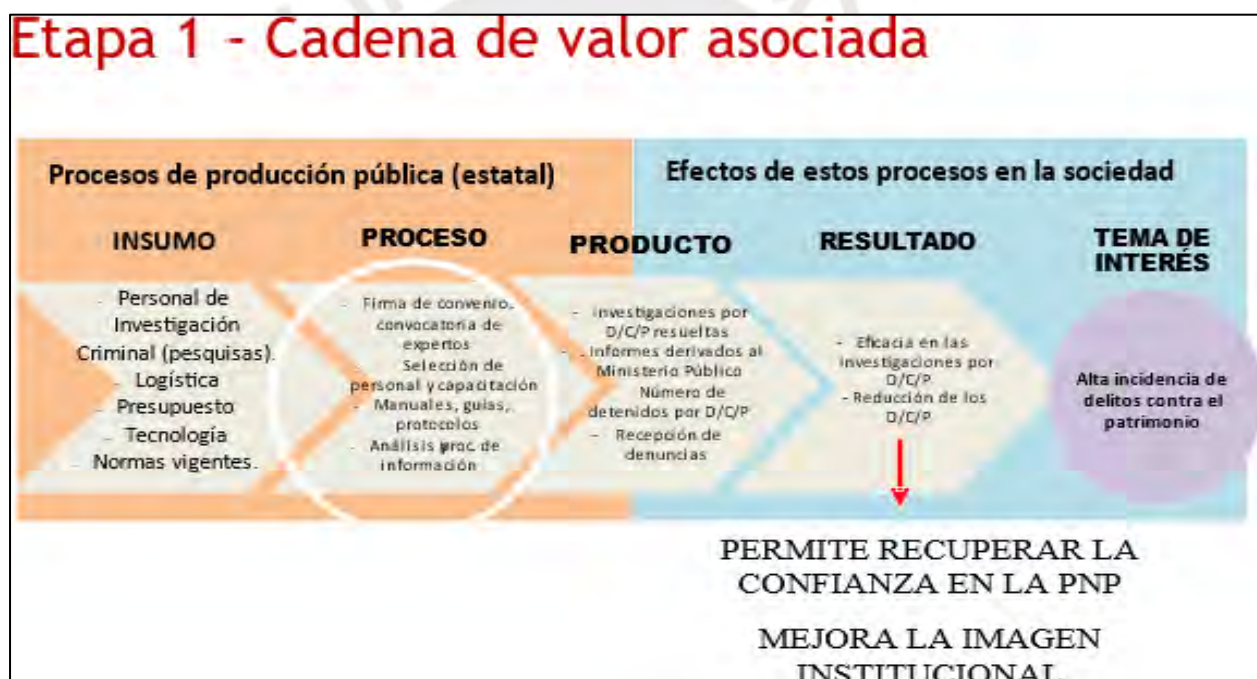 Etapa 1 - Cadena de valor asociada
Procesos de producción pública (estatal)
Efectos de estos procesos en la sociedad
INSUMO
- Personal de
Investigación
Criminal (pesquisas).
- Logística
- Presupuesto
- Tecnología
- Normas vigentes.
PROCESO
- Firma de convenio,
convocatoria de
expertos
- Selección de
personal y capacitación
- Manuales, guías,
protocolos
- Análisis proc. de
información
PRODUCTO
- Investigaciones por
D/C/P resueltas
- . Informes derivados al
Ministerio Público
- Número de
detenidos por D/C/P
- Recepción de
denuncias
RESULTADO
- Eficacia en las
investigaciones por
D/C/P
- Reducción de los
D/C/P
TEMA DE
INTERÉS
Alta incidencia de
delitos contra el
patrimonio
PERMITE RECUPERAR LA
CONFIANZA EN LA PNP
MEJORA LA IMAGEN
INSTITUCIONAL